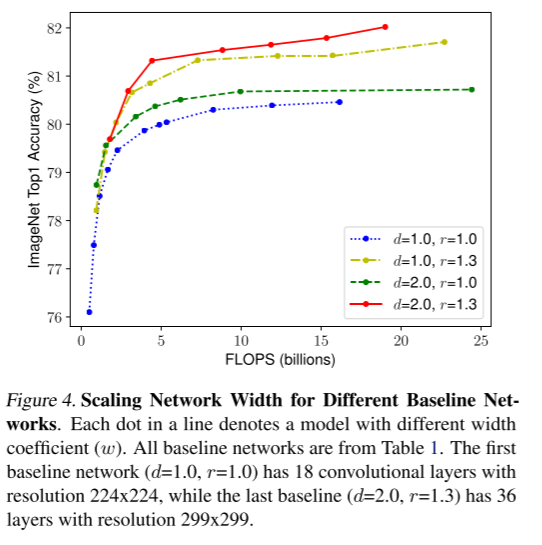 82
81
80
79
78
77
76
ImageNet Top1 Accuracy (%)
d=1.0, r=1.0
d=1.0, r=1.3
d=2.0, r=1.0
d=2.0, r=1.3
0 5 10 15 20 25
FLOPS (billions)
Figure 4. Scaling Network Width for Different Baseline Net-
works. Each dot in a line denotes a model with different width
coefficient (w). All baseline networks are from Table 1. The first
baseline network (d=1.0, r=1.0) has 18 convolutional layers with
resolution 224x224, while the last baseline (d=2.0, r=1.3) has 36
layers with resolution 299x299.